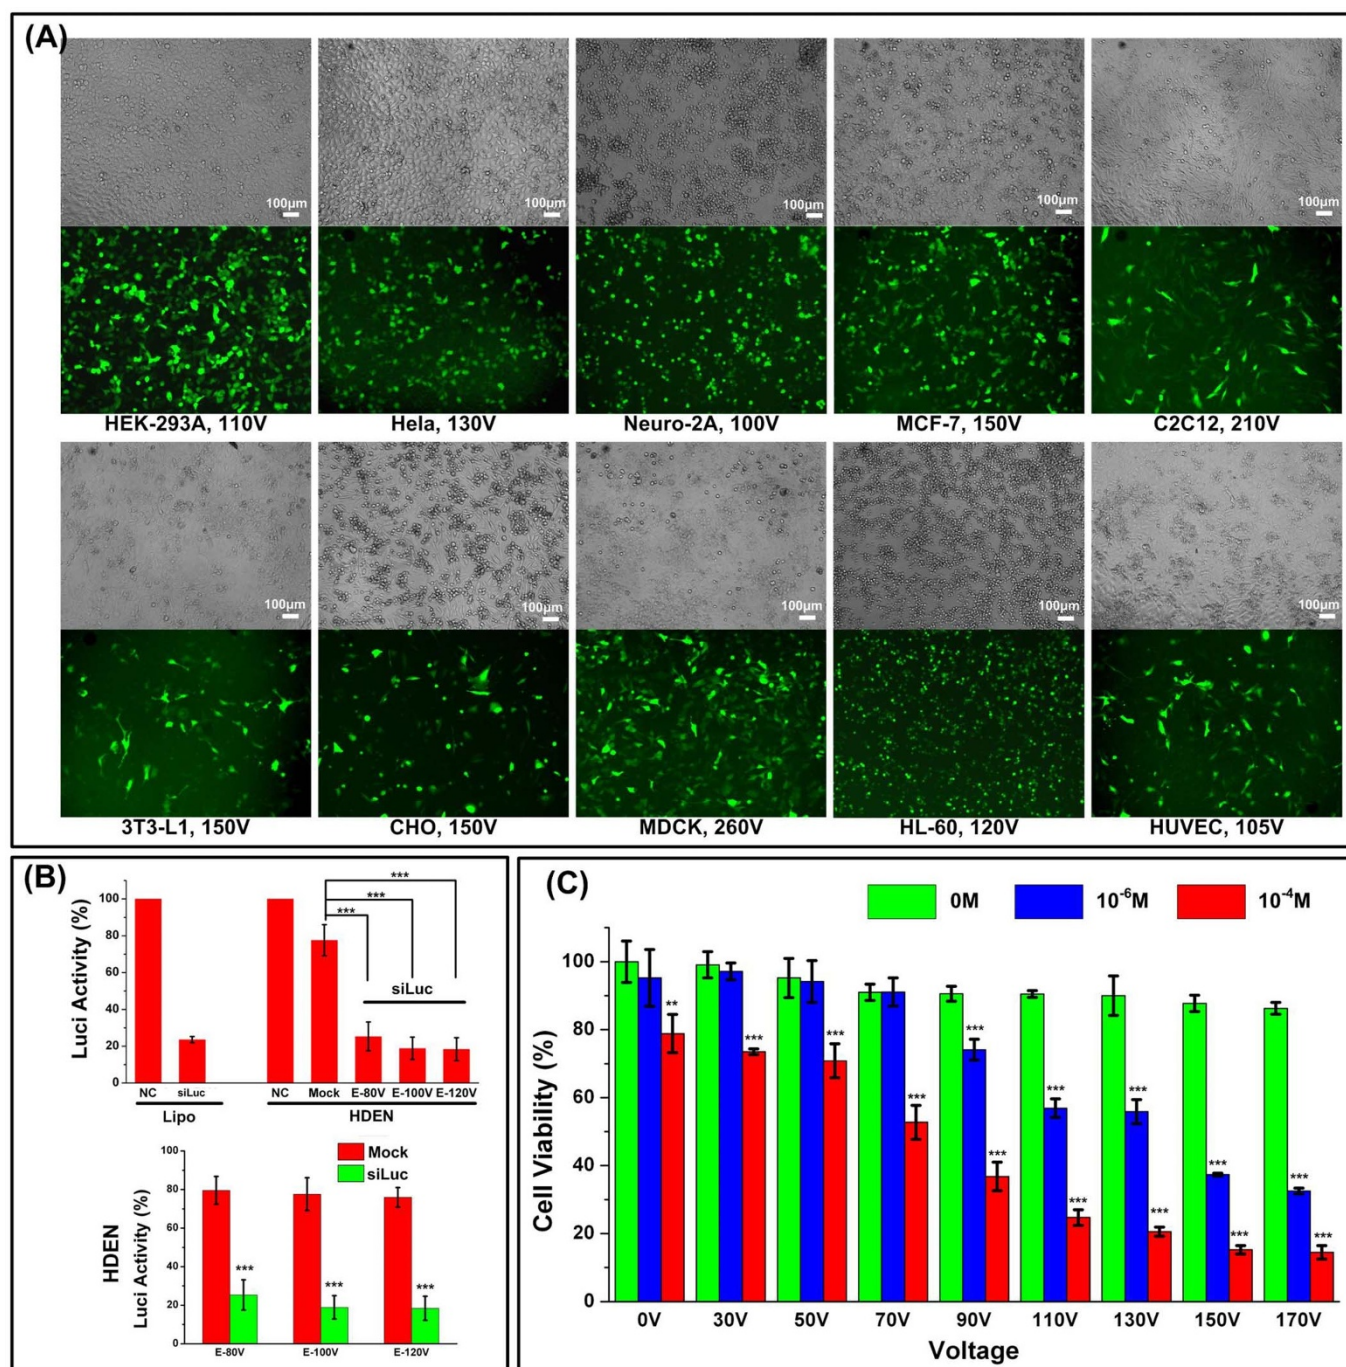 (A)
100μm 100μm 100μm 100μm 100μm
HEK-293A, 110V Hela, 130V Neuro-2A, 100V MCF-7, 150V C2C12, 210V
100μm 100μm 100μm 100μm 100μm
3T3-L1, 150V CHO, 150V MDCK, 260V HL-60, 120V HUVEC, 105V
(B)
Luci Activity (%)
100
80
60
40
20
0
***
***
***
siLuc
NC siLuc NC Mock E-80V E-100V E-120V
Lipo HDEN
HDEN
Luci Activity (%)
100
80
60
40
20
0
Mock
siLuc
*** *** ***
E-80V E-100V E-120V
(C)
0M 10⁻⁶M 10⁻⁴M
Cell Viability (%)
100
80
60
40
20
0
** *** *** *** *** *** *** *** *** *** *** *** *** ***
0V 30V 50V 70V 90V 110V 130V 150V 170V
Voltage